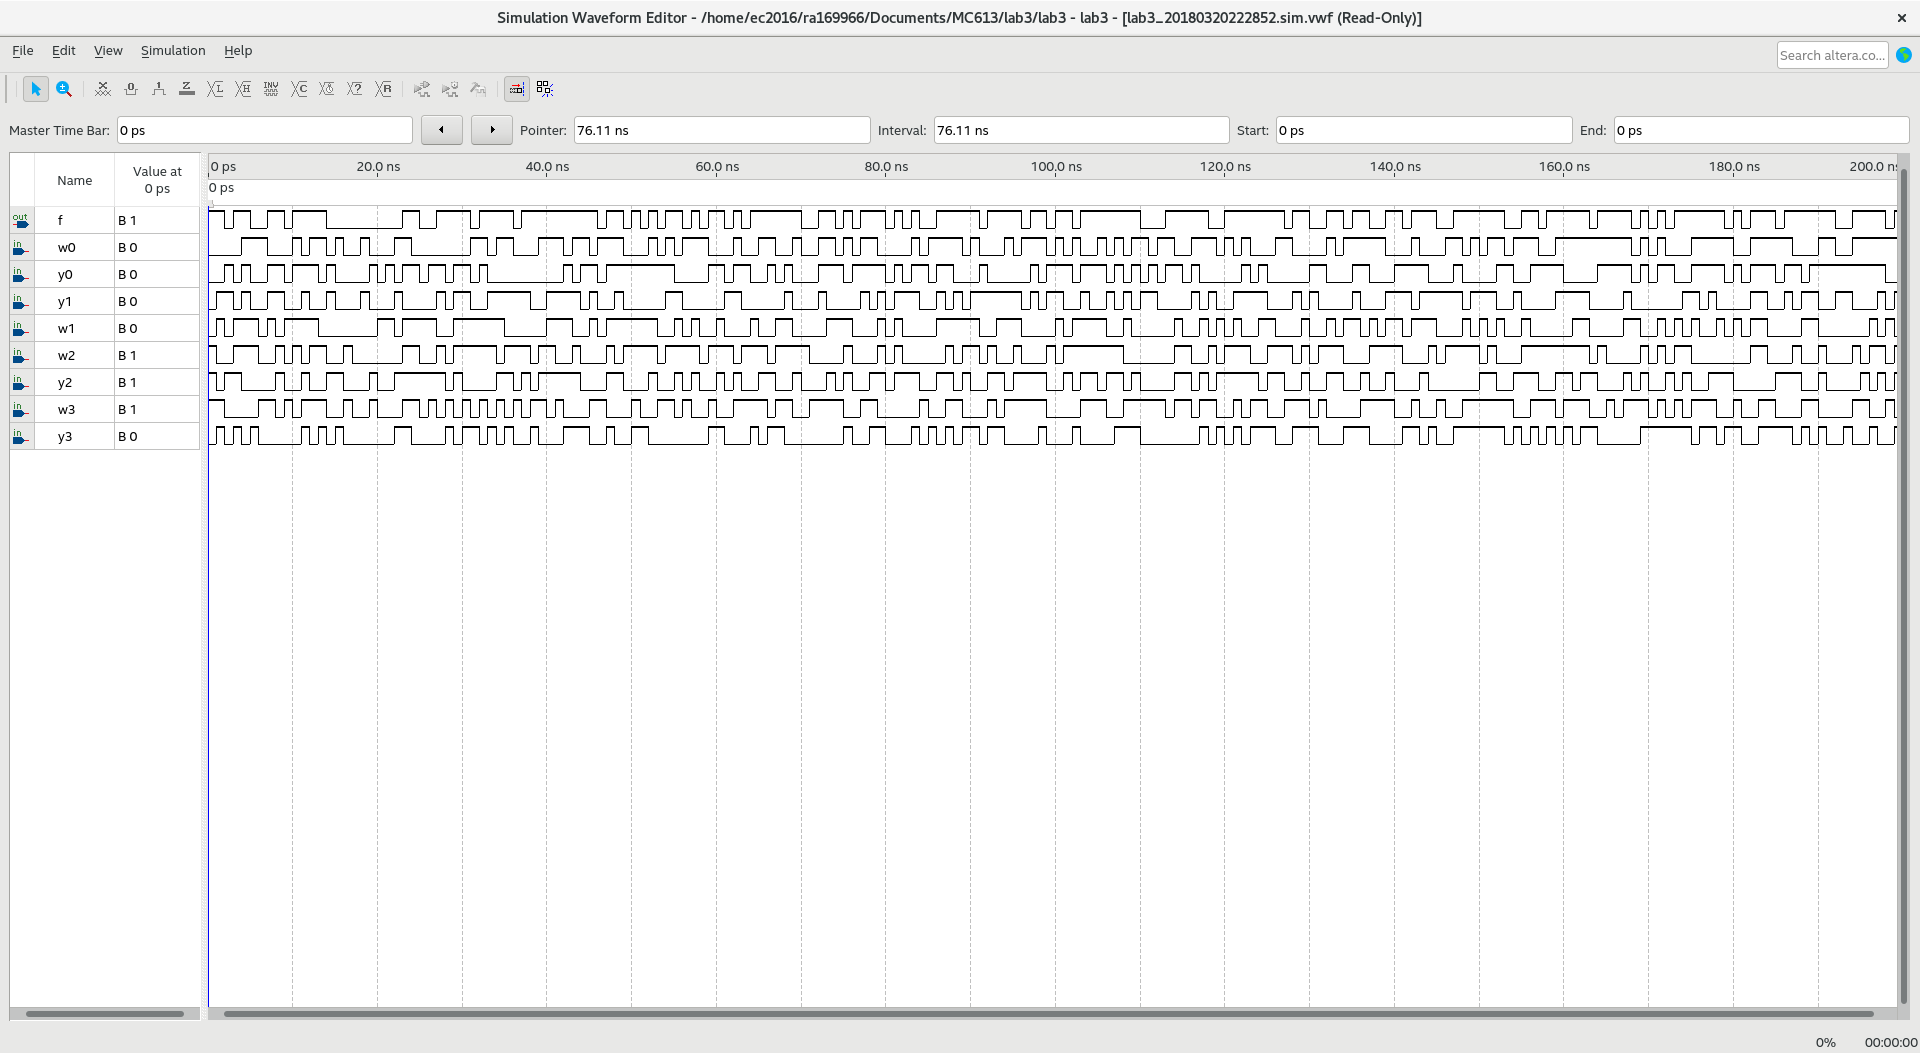 Simulation Waveform Editor - /home/ec2016/ra169966/Documents/MC613/lab3/lab3 - lab3 - [lab3_20180320222852.sim.vwf (Read-Only)]
File Edit View Simulation Help
Search altera.co...
Master Time Bar: 0 ps Pointer: 76.11 ns Interval: 76.11 ns Start: 0 ps End: 0 ps
Name Value at 0 ps
0 ps 20.0 ns 40.0 ns 60.0 ns 80.0 ns 100.0 ns 120.0 ns 140.0 ns 160.0 ns 180.0 ns 200.0 ns
0 ps
out f B 1
in w0 B 0
in y0 B 0
in y1 B 0
in w1 B 0
in w2 B 1
in y2 B 1
in w3 B 1
in y3 B 0
0% 00:00:00